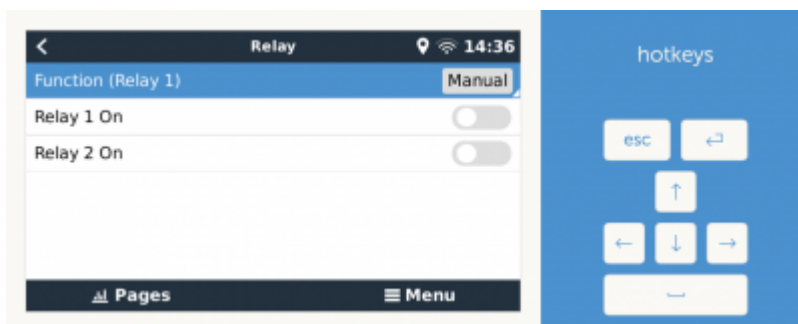 Relay 14:36
Function (Relay 1) Manual
Relay 1 On
Relay 2 On
Pages Menu
hotkeys
esc